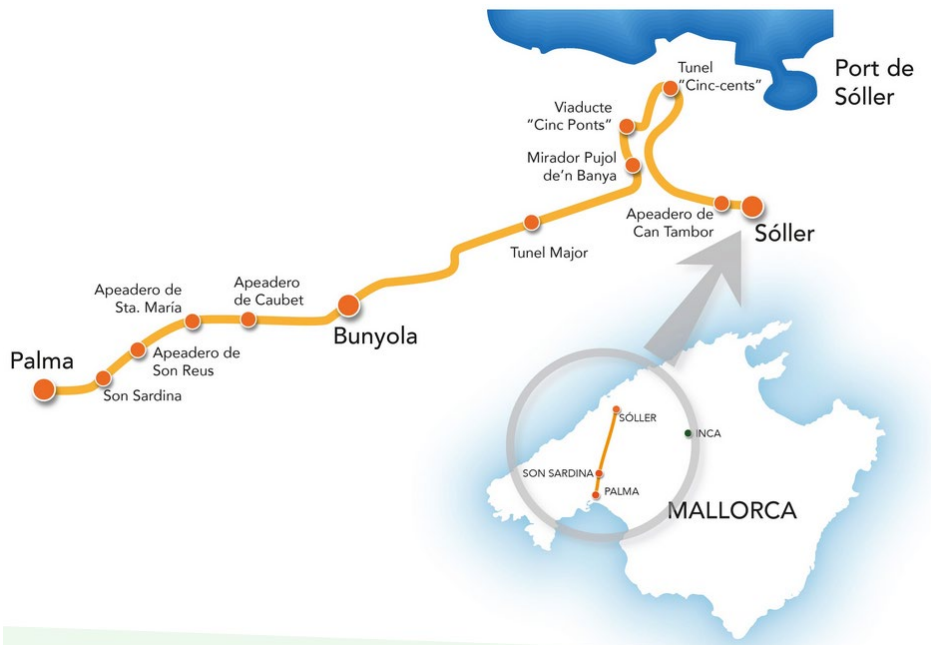 Port de
Sóller
Tunel
"Cinc-cents"
Viaducte
"Cinc Ponts"
Mirador Pujol
de'n Banya
Apeadero de
Can Tambor
Sóller
Tunel Major
Apeadero
de Caubet
Apeadero de
Sta. María
Bunyola
Palma
Apeadero de
Son Reus
Son Sardina
SÓLLER
INCA
SON SARDINA
PALMA
MALLORCA